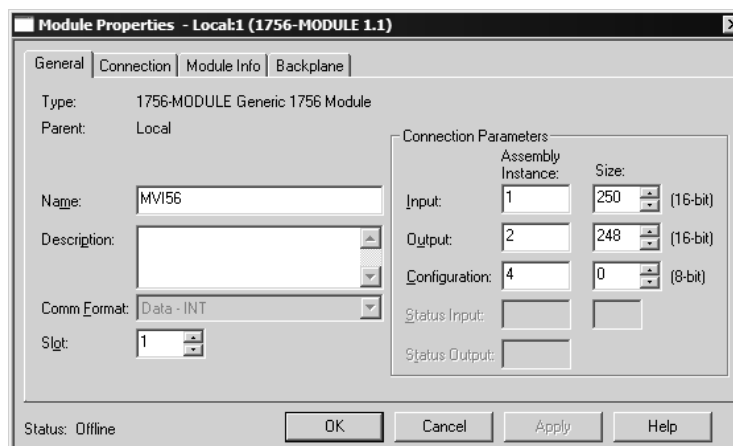 Module Properties - Local:1 (1756-MODULE 1.1)
General Connection Module Info Backplane
Type: 1756-MODULE Generic 1756 Module
Parent: Local
Connection Parameters
Assembly Instance: Size:
Name: MVI56
Input: 1 250 (16-bit)
Description:
Output: 2 248 (16-bit)
Configuration: 4 0 (8-bit)
Comm Format: Data - INT
Status Input:
Slot: 1
Status Output:
Status: Offline
OK Cancel Apply Help